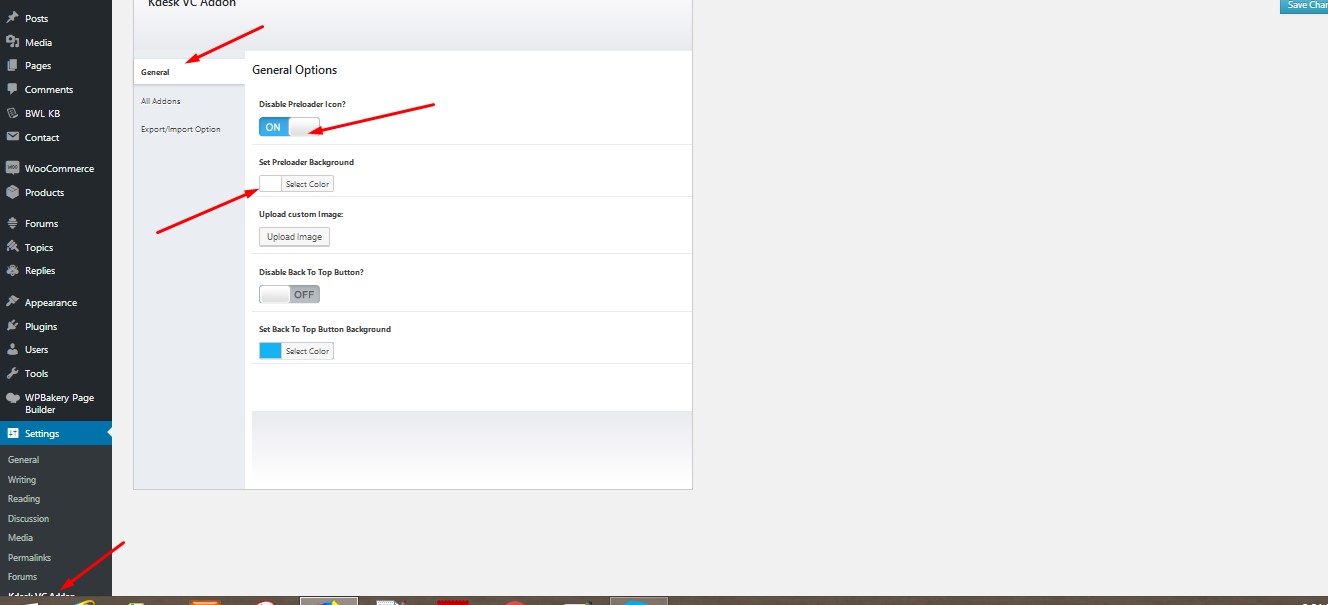 Kdesk VC Addon
Save Chan
Posts
Media
Pages
Comments
BWL KB
Contact
WooCommerce
Products
Forums
Topics
Replies
Appearance
Plugins
Users
Tools
WPBakery Page
Builder
Settings
General
Writing
Reading
Discussion
Media
Permalinks
Forums
Kdesk VC Addon
General
All Addons
Export/Import Option
General Options
Disable Preloader Icon?
ON
Set Preloader Background
Select Color
Upload custom Image:
Upload Image
Disable Back To Top Button?
OFF
Set Back To Top Button Background
Select Color